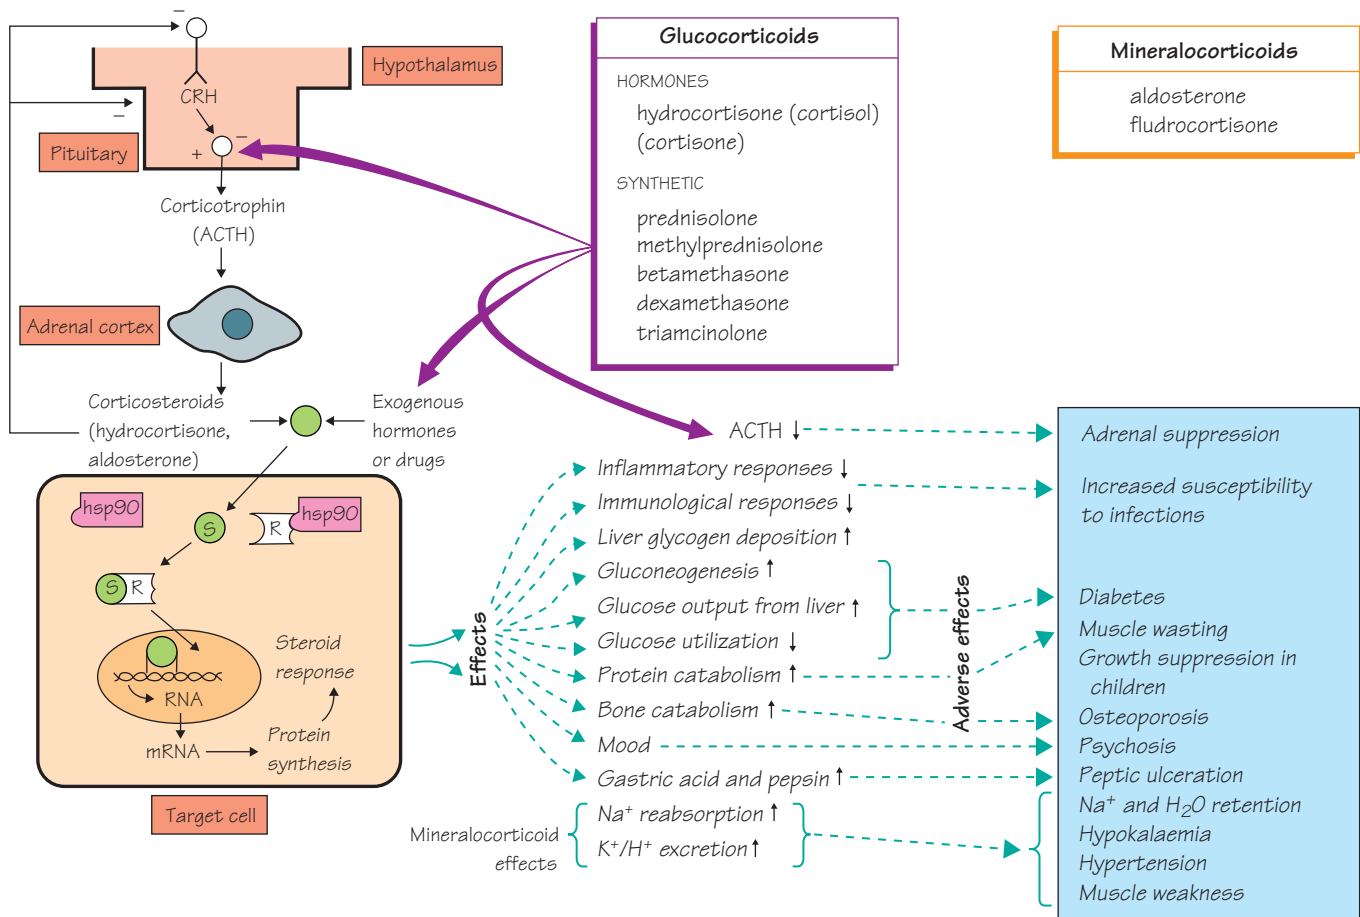 −
Hypothalamus
CRH
−
−
+
Pituitary
Corticotrophin
(ACTH)
Adrenal cortex
Corticosteroids
(hydrocortisone,
aldosterone)
Exogenous
hormones
or drugs
Glucocorticoids
HORMONES
hydrocortisone (cortisol)
(cortisone)
SYNTHETIC
prednisolone
methylprednisolone
betamethasone
dexamethasone
triamcinolone
Mineralocorticoids
aldosterone
fludrocortisone
hsp90
S
R
hsp90
S
R
RNA
mRNA
Protein
synthesis
Steroid
response
Target cell
Effects
ACTH ↓
Inflammatory responses ↓
Immunological responses ↓
Liver glycogen deposition ↑
Gluconeogenesis ↑
Glucose output from liver ↑
Glucose utilization ↓
Protein catabolism ↑
Bone catabolism ↑
Mood
Gastric acid and pepsin ↑
Mineralocorticoid
effects
Na⁺ reabsorption ↑
K⁺/H⁺ excretion ↑
Adverse effects
Adrenal suppression
Increased susceptibility
to infections
Diabetes
Muscle wasting
Growth suppression in
children
Osteoporosis
Psychosis
Peptic ulceration
Na⁺ and H₂O retention
Hypokalaemia
Hypertension
Muscle weakness